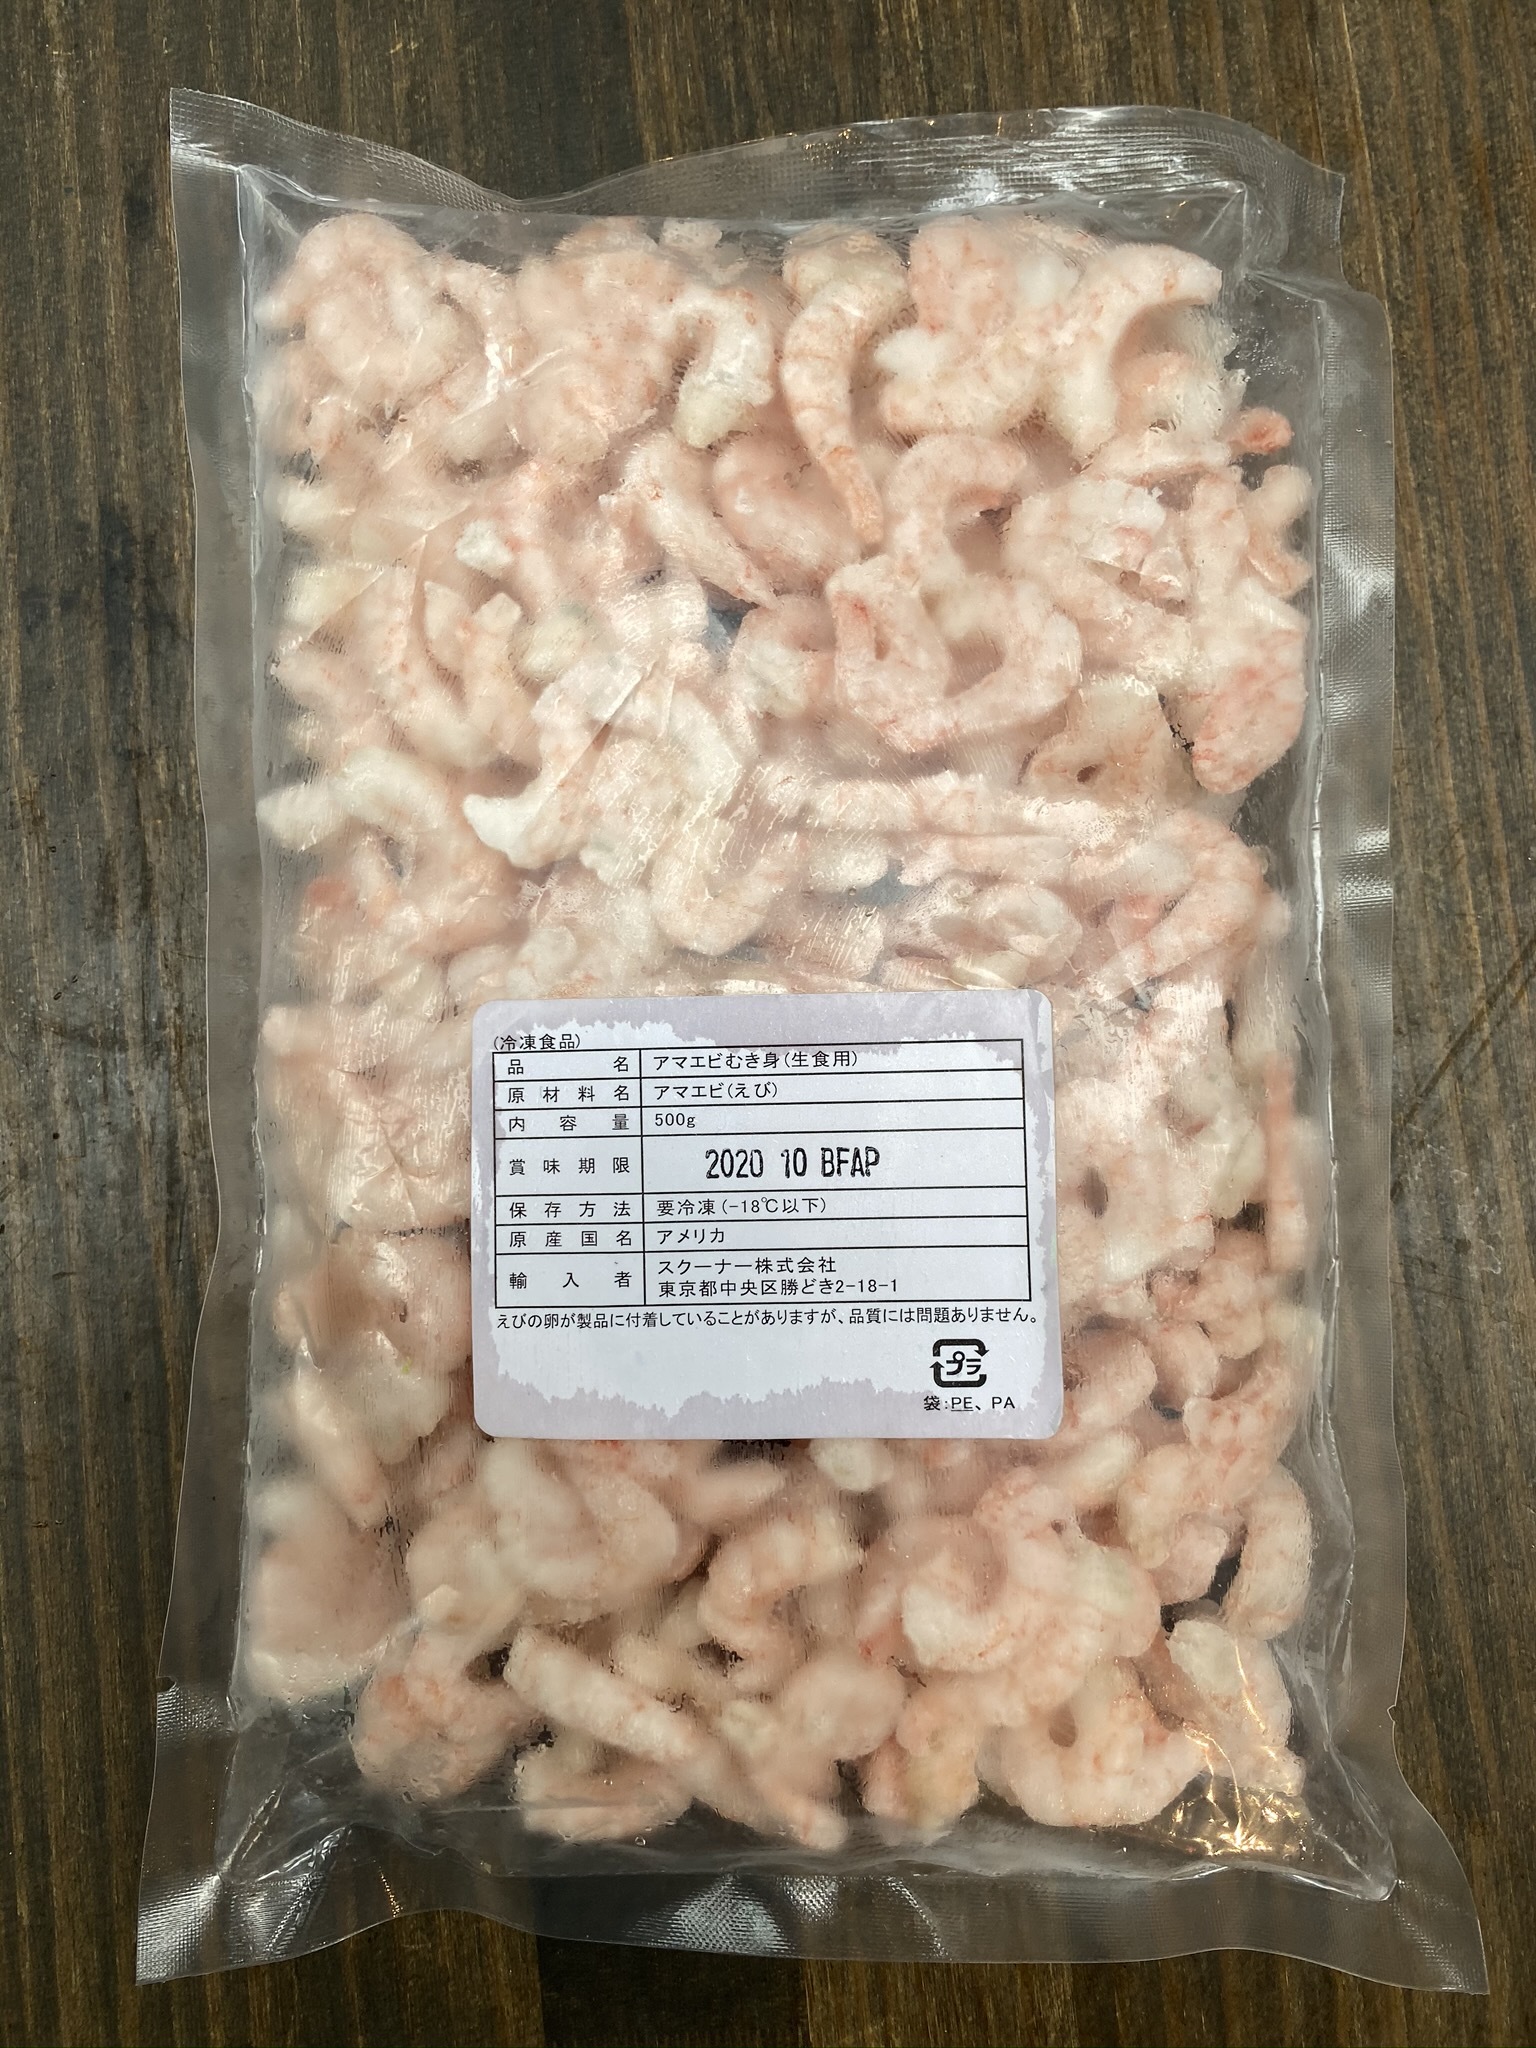 (冷凍食品)
品名 アマエビむき身(生食用)
原材料名 アマエビ(えび)
内容量 500g
賞味期限 2020 10 BFAP
保存方法 要冷凍(-18℃以下)
原産国名 アメリカ
輸入者 スクーナー株式会社
東京都中央区勝どき2-18-1
えびの卵が製品に付着していることがありますが、品質には問題ありません。
プラ
袋:PE、PA